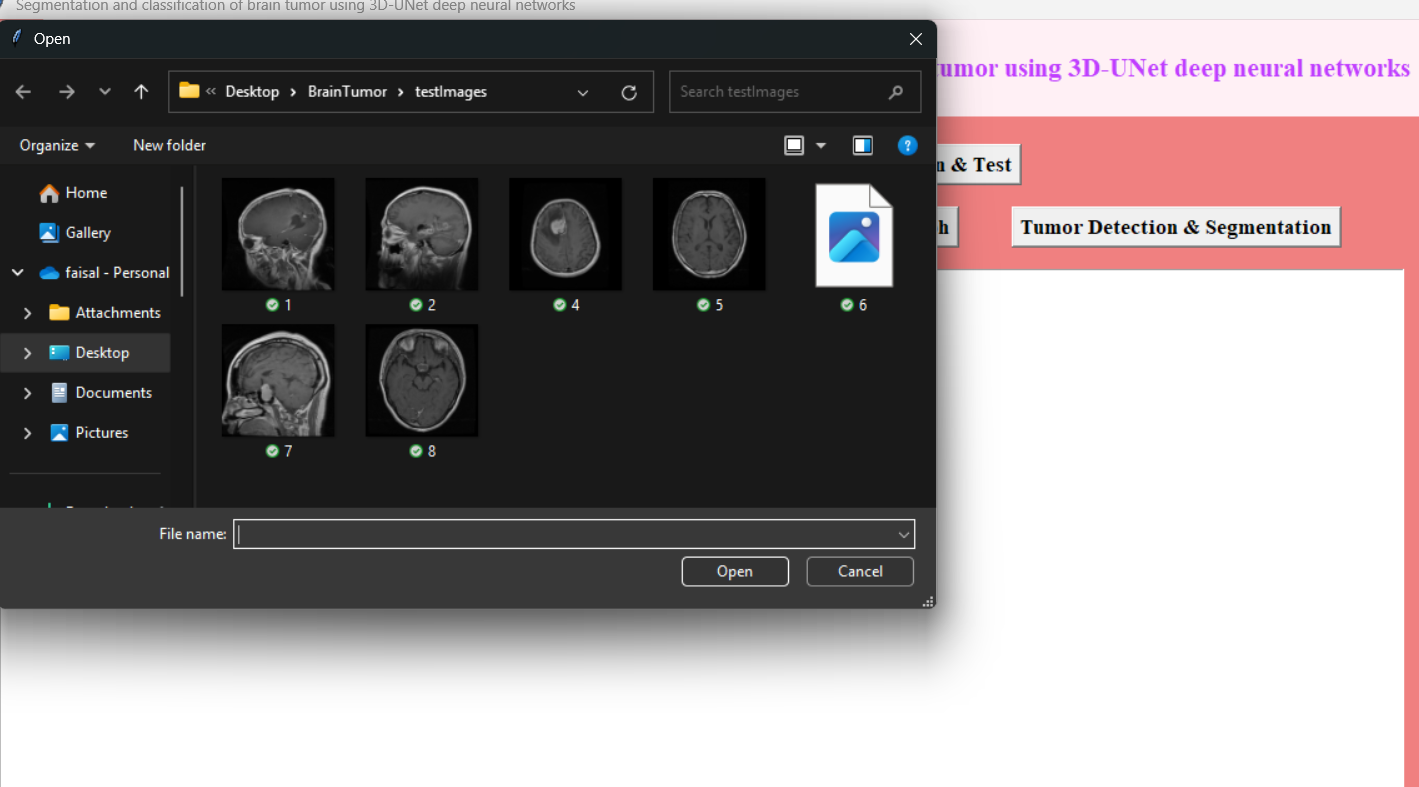 Segmentation and classification of brain tumor using 3D-UNet deep neural networks
Open
tumor using 3D-UNet deep neural networks
Desktop
BrainTumor
testImages
Search testImages
Organize
New folder
n & Test
Home
Gallery
faisal - Personal
Attachments
Desktop
Documents
Pictures
1
2
4
5
6
7
8
h
Tumor Detection & Segmentation
File name:
Open
Cancel